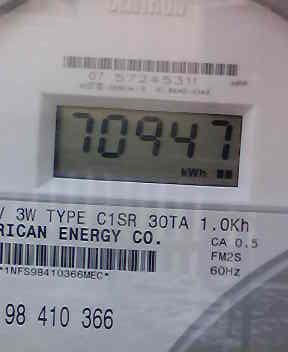 CENTRON
07 57245311
70947
kWh
V 3W TYPE C1SR 30TA 1.0Kh
RICAN ENERGY CO.
CA 0.5
FM2S
60Hz
*1NFS98410366MEC*
98 410 366